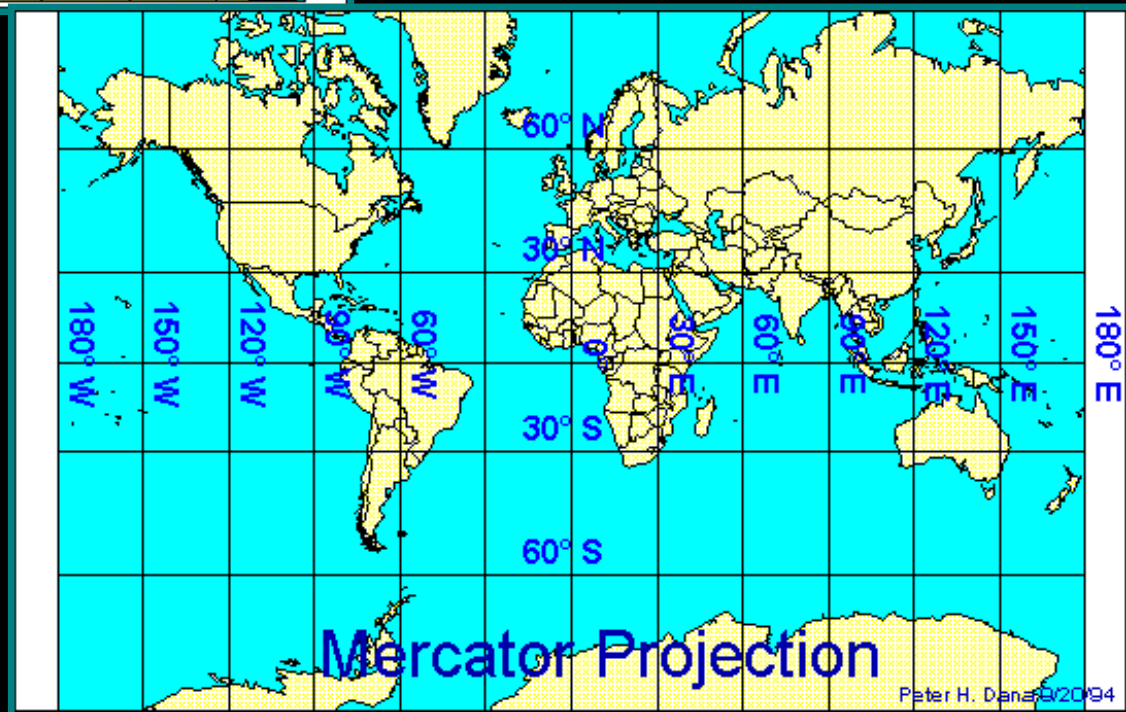 60° N
30° N
180° W
150° W
120° W
90° W
60° W
0°
30° E
60° E
90° E
120° E
150° E
180° E
30° S
60° S
Mercator Projection
Peter H. Dana 9/20/94